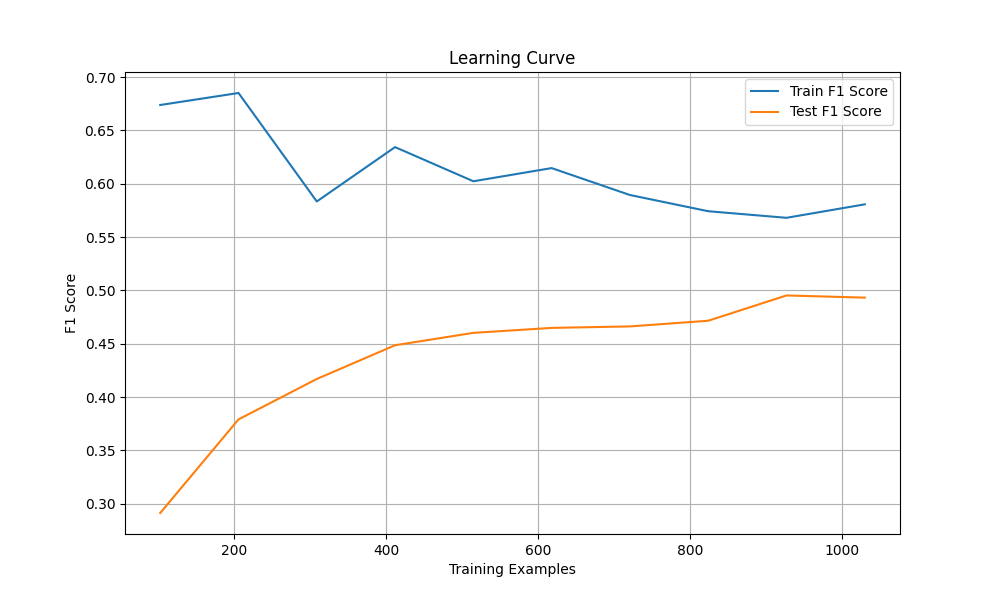 Learning Curve
Train F1 Score
Test F1 Score
0.70
0.65
0.60
0.55
0.50
0.45
0.40
0.35
0.30
F1 Score
200 400 600 800 1000
Training Examples